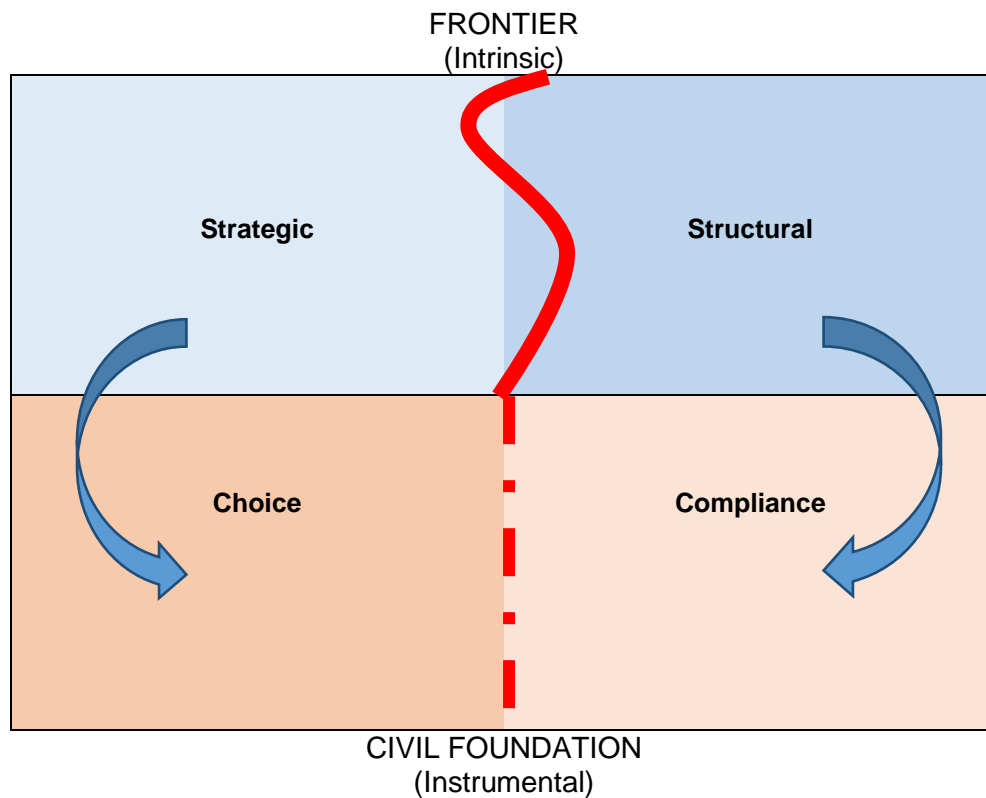 FRONTIER
(Intrinsic)
Strategic
Structural
Choice
Compliance
CIVIL FOUNDATION
(Instrumental)